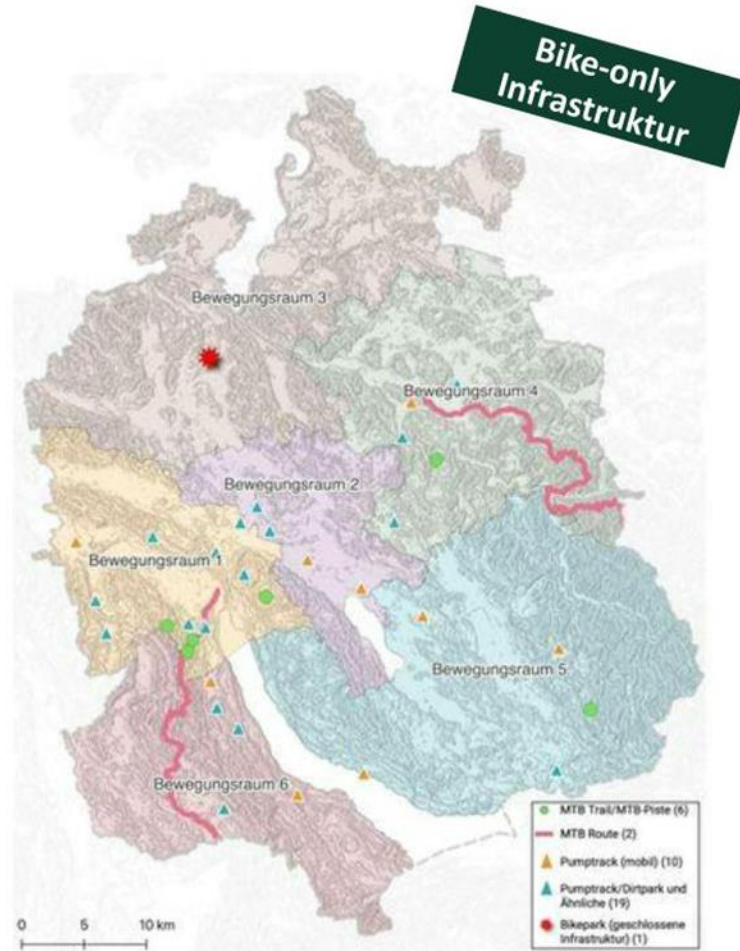 Bike-only
Infrastruktur
Bewegungsraum 3
Bewegungsraum 4
Bewegungsraum 2
Bewegungsraum 1
Bewegungsraum 5
Bewegungsraum 6
MTB Trail/MTB-Piste (6)
MTB Route (2)
Pumptrack (mobil) (10)
Pumptrack/Dirtpark und
Ähnliche (19)
Bikepark (geschlossene
Infrastruktur) (1)
0 5 10 km